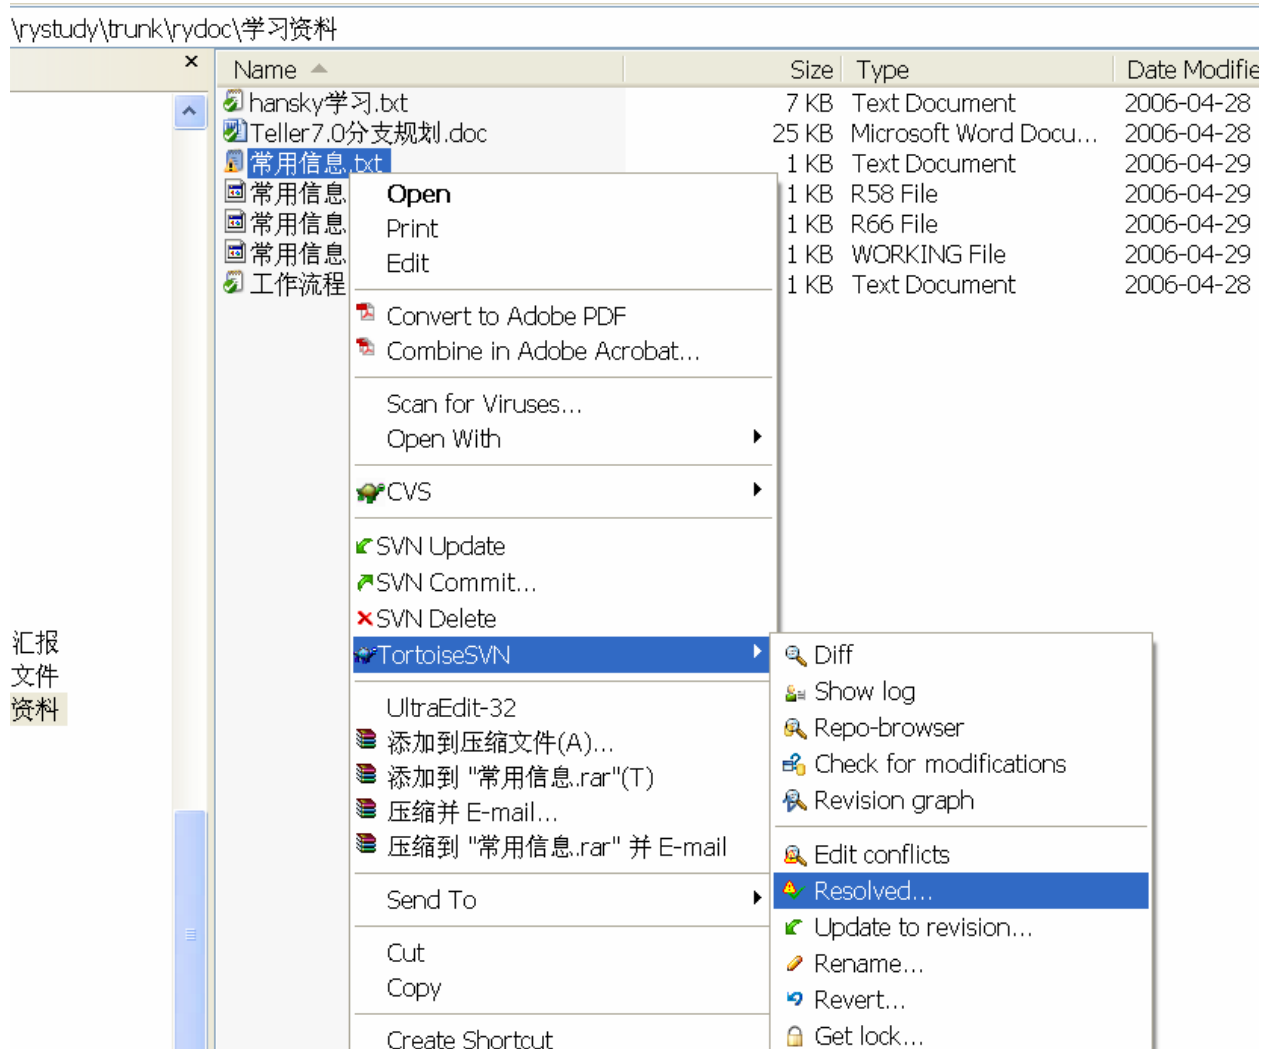 \rystudy\trunk\rydoc\学习资料
Name Size Type Date Modifie
hansky学习.txt 7 KB Text Document 2006-04-28
Teller7.0分支规划.doc 25 KB Microsoft Word Docu... 2006-04-28
常用信息.txt 1 KB Text Document 2006-04-29
常用信息 1 KB R58 File 2006-04-29
常用信息 1 KB R66 File 2006-04-29
常用信息 1 KB WORKING File 2006-04-29
工作流程 1 KB Text Document 2006-04-28
汇报
文件
资料
Open
Print
Edit
Convert to Adobe PDF
Combine in Adobe Acrobat...
Scan for Viruses...
Open With
CVS
SVN Update
SVN Commit...
SVN Delete
TortoiseSVN
UltraEdit-32
添加到压缩文件(A)...
添加到 "常用信息.rar"(T)
压缩并 E-mail...
压缩到 "常用信息.rar" 并 E-mail
Send To
Cut
Copy
Create Shortcut
Diff
Show log
Repo-browser
Check for modifications
Revision graph
Edit conflicts
Resolved...
Update to revision...
Rename...
Revert...
Get lock...